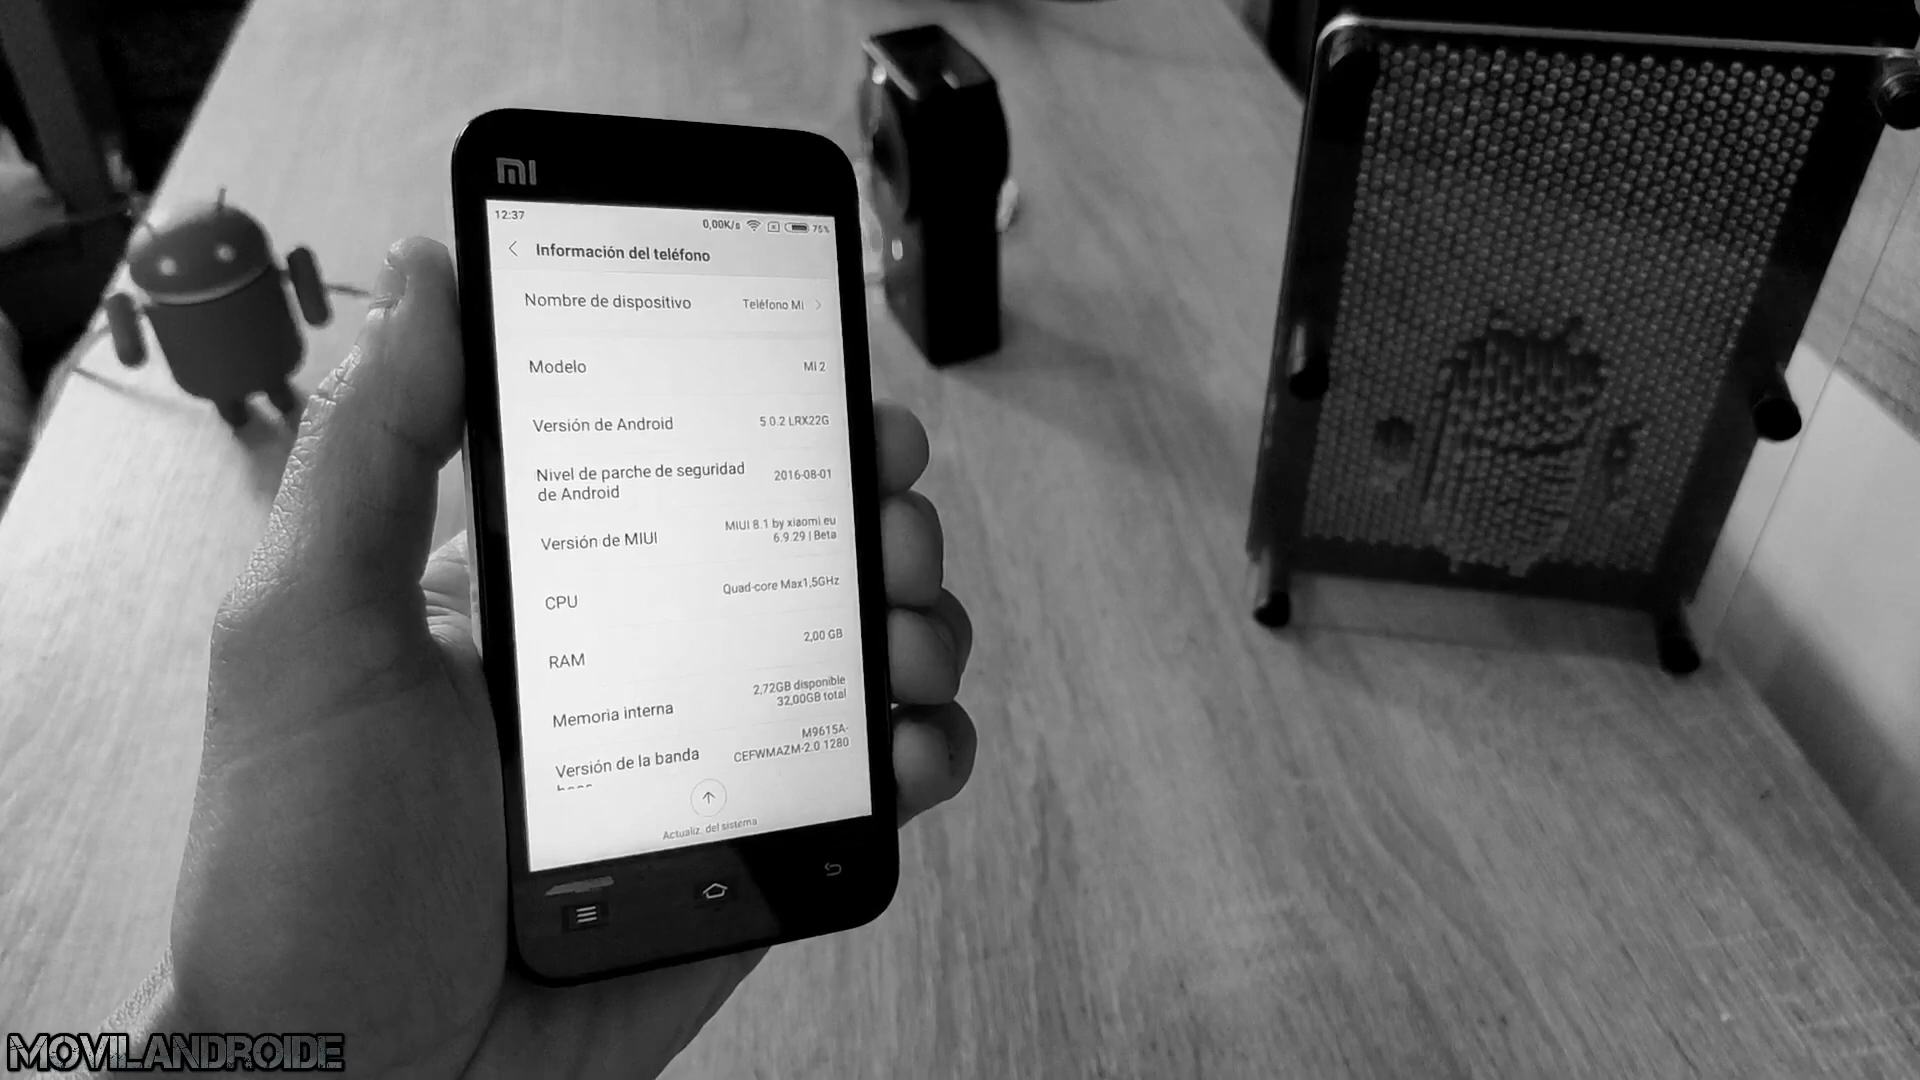 MI
12:37 0,00K/s 75%
Información del teléfono
Nombre de dispositivo Teléfono Mi
Modelo MI 2
Versión de Android 5.0.2 LRX22G
Nivel de parche de seguridad
de Android 2016-08-01
Versión de MIUI MIUI 8.1 by xiaomi.eu
6.9.29 | Beta
CPU Quad-core Max1,5GHz
RAM 2,00 GB
Memoria interna 2,72GB disponible
32,00GB total
Versión de la banda M9615A-
CEFWMAZM-2.0.1280
Actualiz. del sistema
MOVILANDROIDE